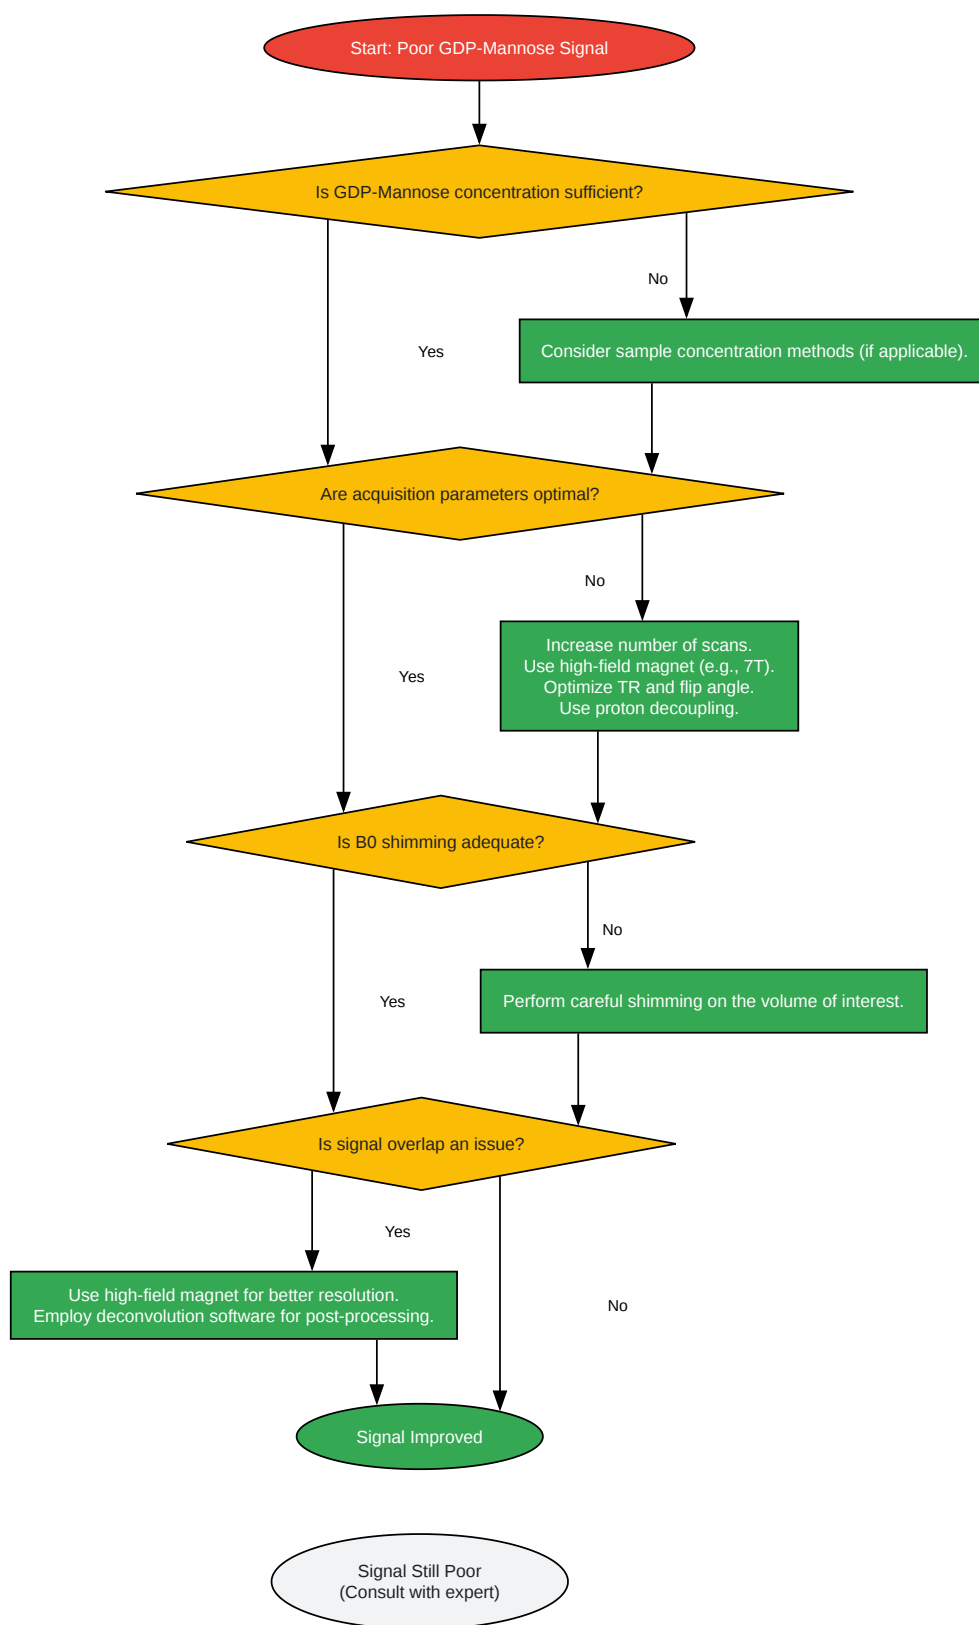 Start: Poor GDP-Mannose Signal
Is GDP-Mannose concentration sufficient?
No
Yes
Consider sample concentration methods (if applicable).
Are acquisition parameters optimal?
No
Yes
Increase number of scans.
Use high-field magnet (e.g., 7T).
Optimize TR and flip angle.
Use proton decoupling.
Is B0 shimming adequate?
No
Yes
Perform careful shimming on the volume of interest.
Is signal overlap an issue?
Yes
No
Use high-field magnet for better resolution.
Employ deconvolution software for post-processing.
Signal Improved
Signal Still Poor
(Consult with expert)